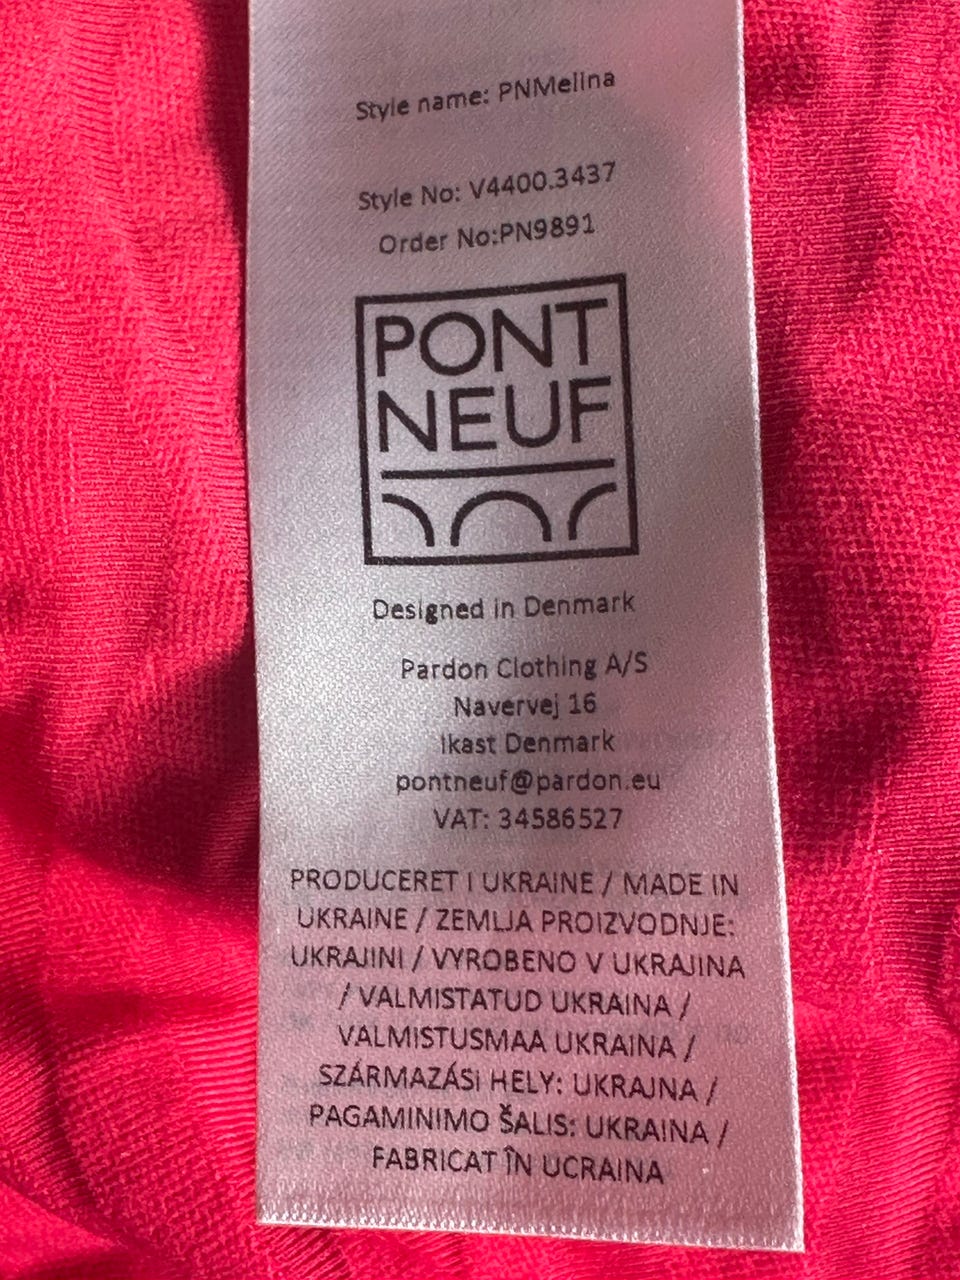 Style name: PNMelina
Style No: V4400.3437
Order No:PN9891
PONT
NEUF
Designed in Denmark
Pardon Clothing A/S
Navervej 16
Ikast Denmark
pontneuf@pardon.eu
VAT: 34586527
PRODUCERET I UKRAINE / MADE IN
UKRAINE / ZEMLJA PROIZVODNJE:
UKRAJINI / VYROBENO V UKRAJINA
/ VALMISTATUD UKRAINA /
VALMISTUSMAA UKRAINA /
SZÁRMAZÁSI HELY: UKRAJNA /
PAGAMINIMO ŠALIS: UKRAINA /
FABRICAT ÎN UCRAINA